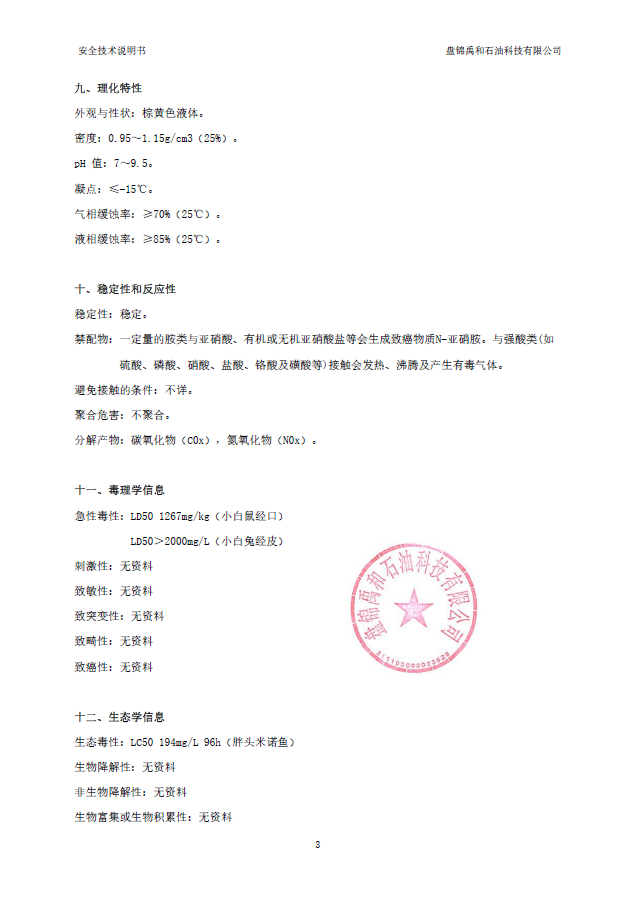 安全技术说明书
盘锦禹和石油科技有限公司
九、理化特性
外观与性状：棕黄色液体。
密度：0.95～1.15g/cm3（25%）。
pH 值：7～9.5。
凝点：≤-15℃。
气相缓蚀率：≥70%（25℃）。
液相缓蚀率：≥85%（25℃）。
十、稳定性和反应性
稳定性：稳定。
禁配物：一定量的胺类与亚硝酸、有机或无机亚硝酸盐等会生成致癌物质N-亚硝胺。与强酸类(如
硫酸、磷酸、硝酸、盐酸、铬酸及磺酸等)接触会发热、沸腾及产生有毒气体。
避免接触的条件：不详。
聚合危害：不聚合。
分解产物：碳氧化物（COx），氮氧化物（NOx）。
十一、毒理学信息
急性毒性：LD50 1267mg/kg（小白鼠经口）
LD50＞2000mg/L（小白兔经皮）
刺激性：无资料
致敏性：无资料
致突变性：无资料
致畸性：无资料
致癌性：无资料
盘锦禹和石油科技有限公司
十二、生态学信息
生态毒性：LC50 194mg/L 96h（胖头米诺鱼）
生物降解性：无资料
非生物降解性：无资料
生物富集或生物积累性：无资料
3